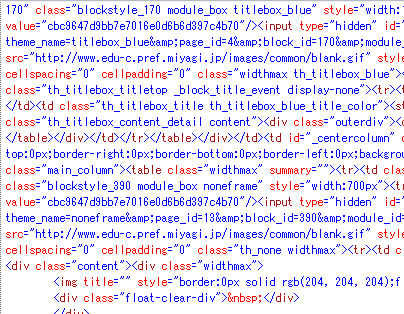 170" class="blockstyle_170 module_box titlebox_blue" style="width:
value="cbc9647d9bb7e7016e0d6b6d397c4b70"/><input type="hidden" id="
theme_name=titlebox_blue&amp;page_id=4&amp;block_id=170&amp;module_
src="http://www.edu-c.pref.miyagi.jp/images/common/blank.gif" style
cellspacing="0" cellpadding="0" class="widthmax th_titlebox_blue"><
class="th_titlebox_titletop _block_title_event display-none"><tr><t
</td><td class="th_titlebox_title th_titlebox_blue_title_color"><st
class="th_titlebox_content_detail content"><div class="outerdiv"><d
</table></div></td></tr></table></div></td><td id="_centercolumn" c
top:0px;border-right:0px;border-bottom:0px;border-left:0px;backgrou
class="main_column"><table class="widthmax" summary=""><tr><td clas
class="blockstyle_390 module_box noneframe" style="width:700px"><tr
value="cbc9647d9bb7e7016e0d6b6d397c4b70"/><input type="hidden" id="
theme_name=noneframe&amp;page_id=13&amp;block_id=390&amp;module_id=
src="http://www.edu-c.pref.miyagi.jp/images/common/blank.gif" style
cellspacing="0" cellpadding="0" class="th_none widthmax"><tr><td cl
<div class="content"><div class="widthmax">
<img title="" style="border:0px solid rgb(204, 204, 204);f
<div class="float-clear-div">&nbsp;</div>
</div>